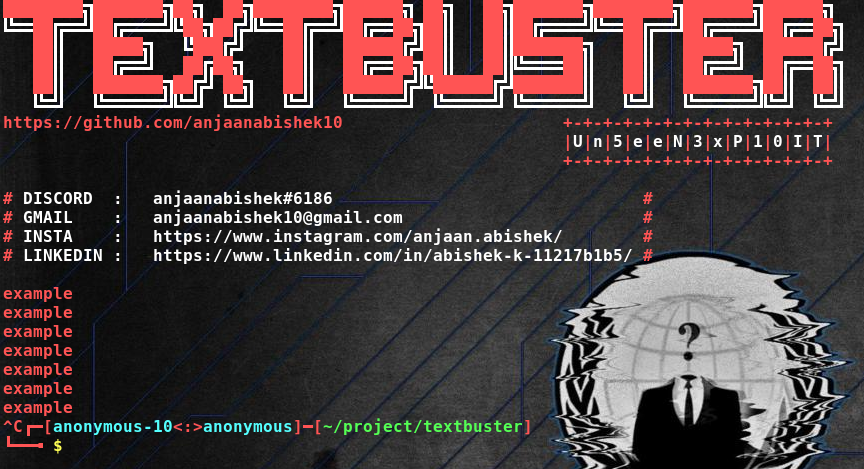 TEXTBUSTER
https://github.com/anjaanabishek10
+-+-+-+-+-+-+-+-+-+-+-+-+-+
|U|n|5|e|e|N|3|x|P|1|0|I|T|
+-+-+-+-+-+-+-+-+-+-+-+-+-+
# DISCORD : anjaanabishek#6186 #
# GMAIL : anjaanabishek10@gmail.com #
# INSTA : https://www.instagram.com/anjaan.abishek/ #
# LINKEDIN : https://www.linkedin.com/in/abishek-k-11217b1b5/ #
example
example
example
example
example
example
example
^C┌─[anonymous-10<:>anonymous]─[~/project/textbuster]
└──╼ $
?